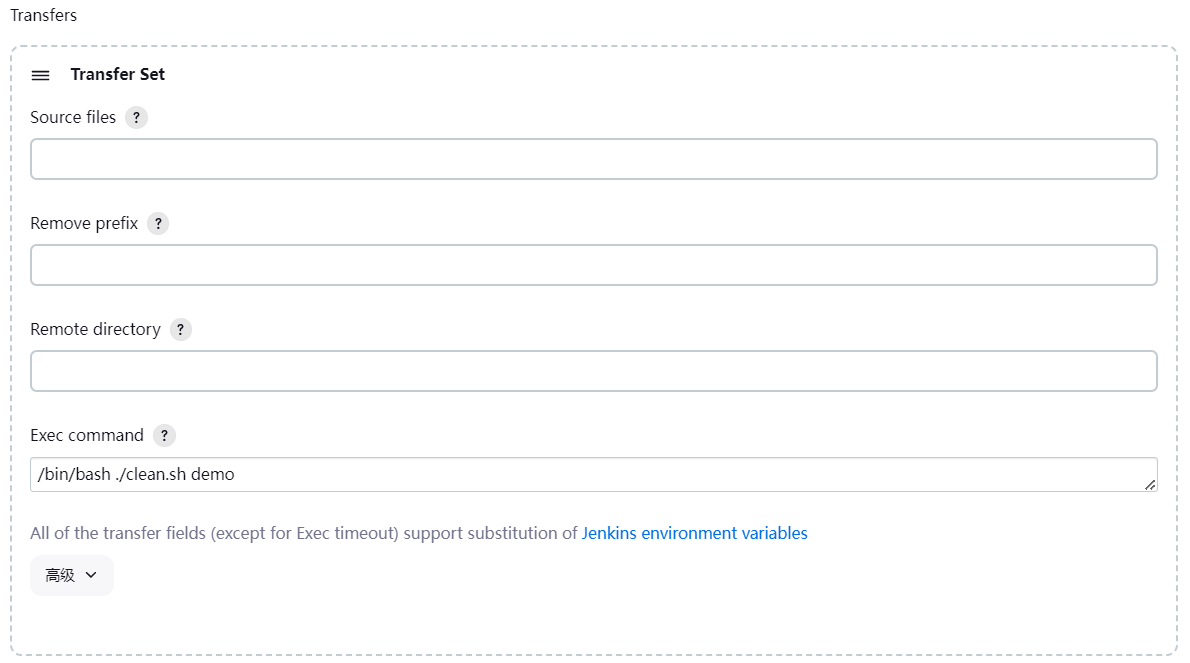 Transfers
Transfer Set
Source files ?
Remove prefix ?
Remote directory ?
Exec command ?
/bin/bash ./clean.sh demo
All of the transfer fields (except for Exec timeout) support substitution of Jenkins environment variables
高级